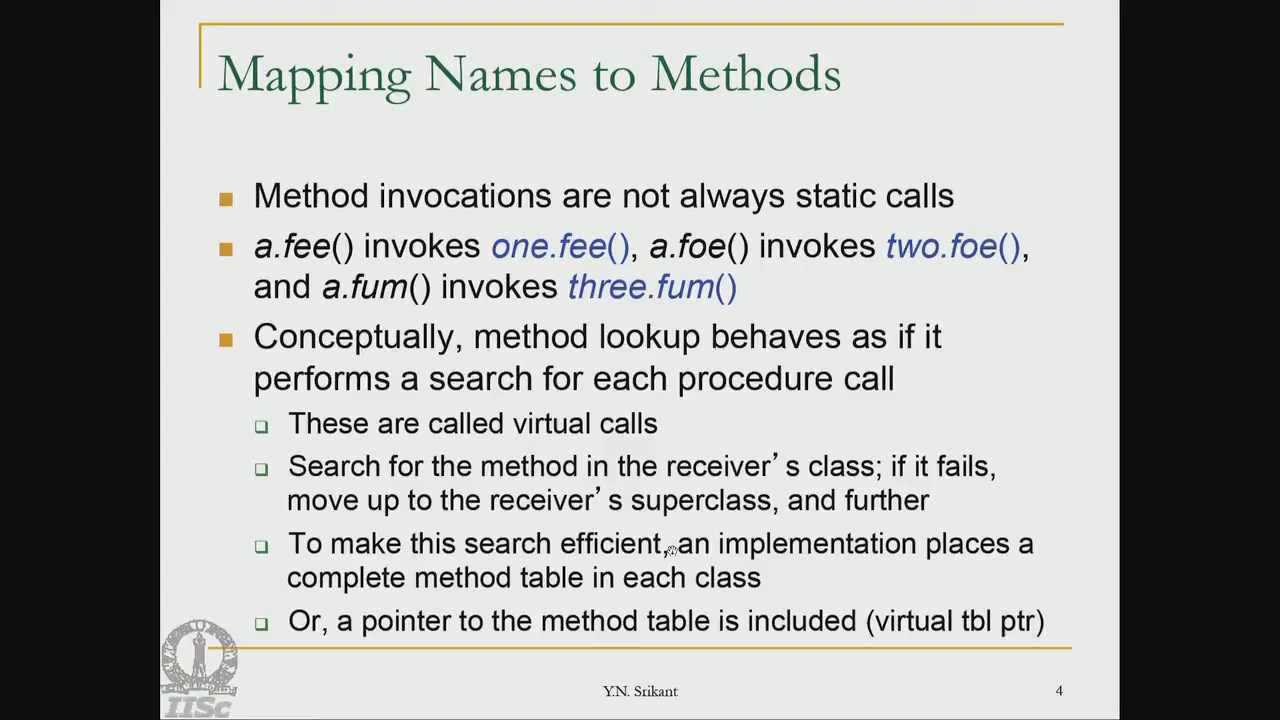 Mapping Names to Methods
Method invocations are not always static calls
a.fee() invokes one.fee(), a.foe() invokes two.foe(),
and a.fum() invokes three.fum()
Conceptually, method lookup behaves as if it
performs a search for each procedure call
These are called virtual calls
Search for the method in the receiver’s class; if it fails,
move up to the receiver’s superclass, and further
To make this search efficient, an implementation places a
complete method table in each class
Or, a pointer to the method table is included (virtual tbl ptr)
IISc
Y.N. Srikant
4